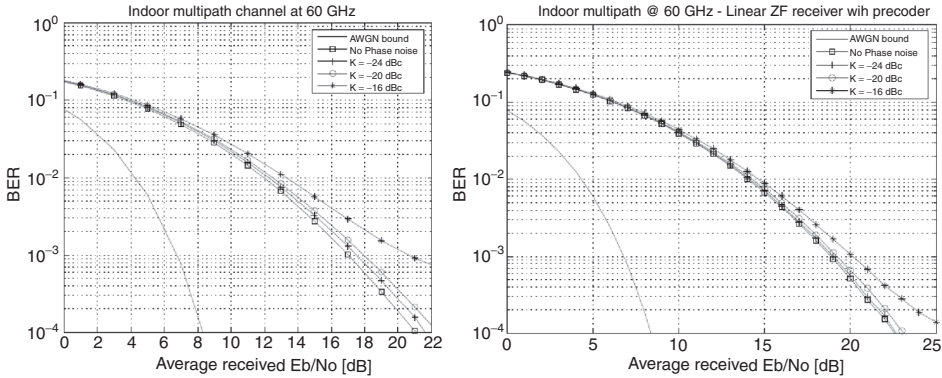 Indoor multipath channel at 60 GHz
10^0
10^-1
10^-2
10^-3
10^-4
BER
AWGN bound
No Phase noise
K = −24 dBc
K = −20 dBc
K = −16 dBc
0 2 4 6 8 10 12 14 16 18 20 22
Average received Eb/No [dB]
Indoor multipath @ 60 GHz - Linear ZF receiver wih precoder
10^0
10^-1
10^-2
10^-3
10^-4
BER
AWGN bound
No Phase noise
K = −24 dBc
K = −20 dBc
K = −16 dBc
0 5 10 15 20 25
Average received Eb/No [dB]